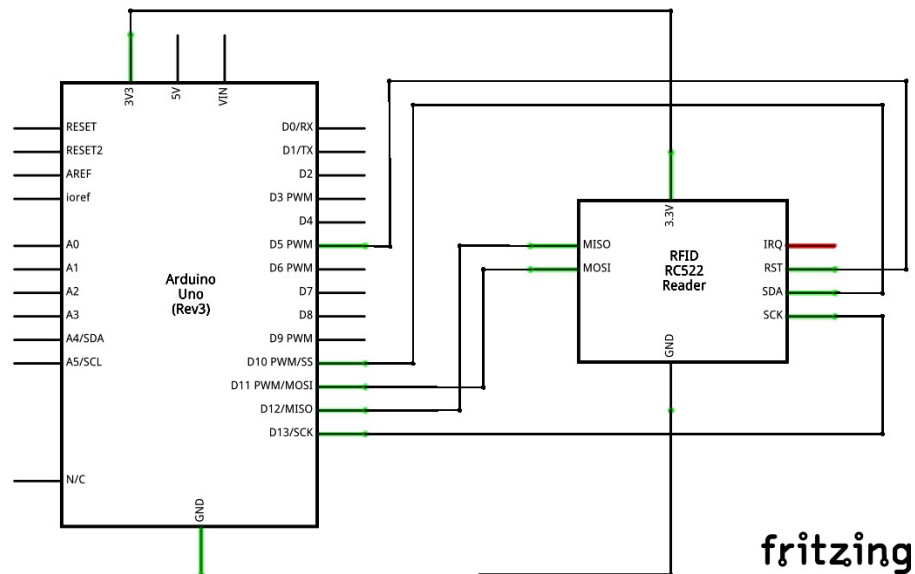 3V3
5V
VIN
RESET
RESET2
AREF
ioref
A0
A1
A2
A3
A4/SDA
A5/SCL
N/C
Arduino
Uno
(Rev3)
D0/RX
D1/TX
D2
D3 PWM
D4
D5 PWM
D6 PWM
D7
D8
D9 PWM
D10 PWM/SS
D11 PWM/MOSI
D12/MISO
D13/SCK
GND
3.3V
MISO
MOSI
RFID
RC522
Reader
IRQ
RST
SDA
SCK
GND
fritzing